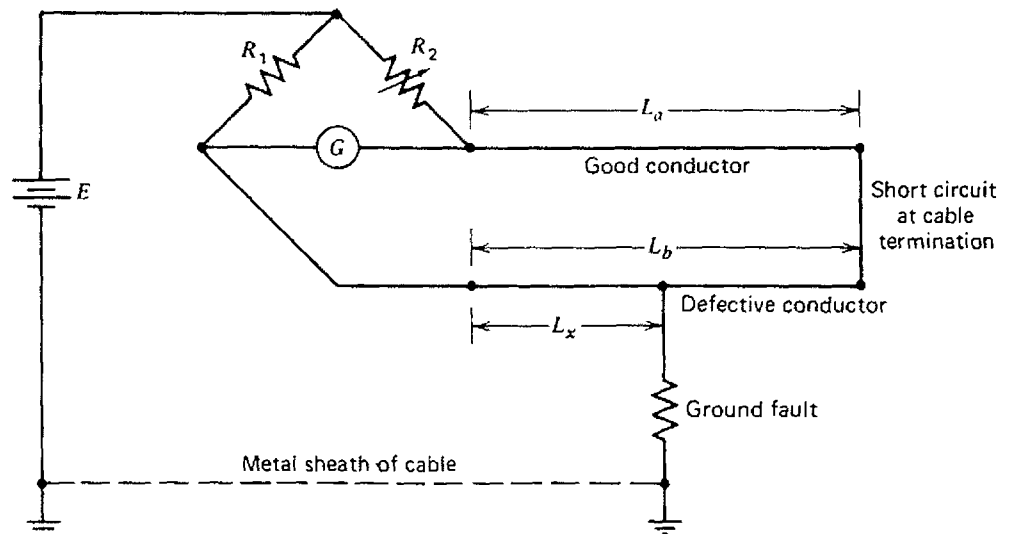 R₁
R₂
Lₐ
G
Good conductor
E
Short circuit
at cable
termination
L_b
Defective conductor
Lₓ
Ground fault
Metal sheath of cable